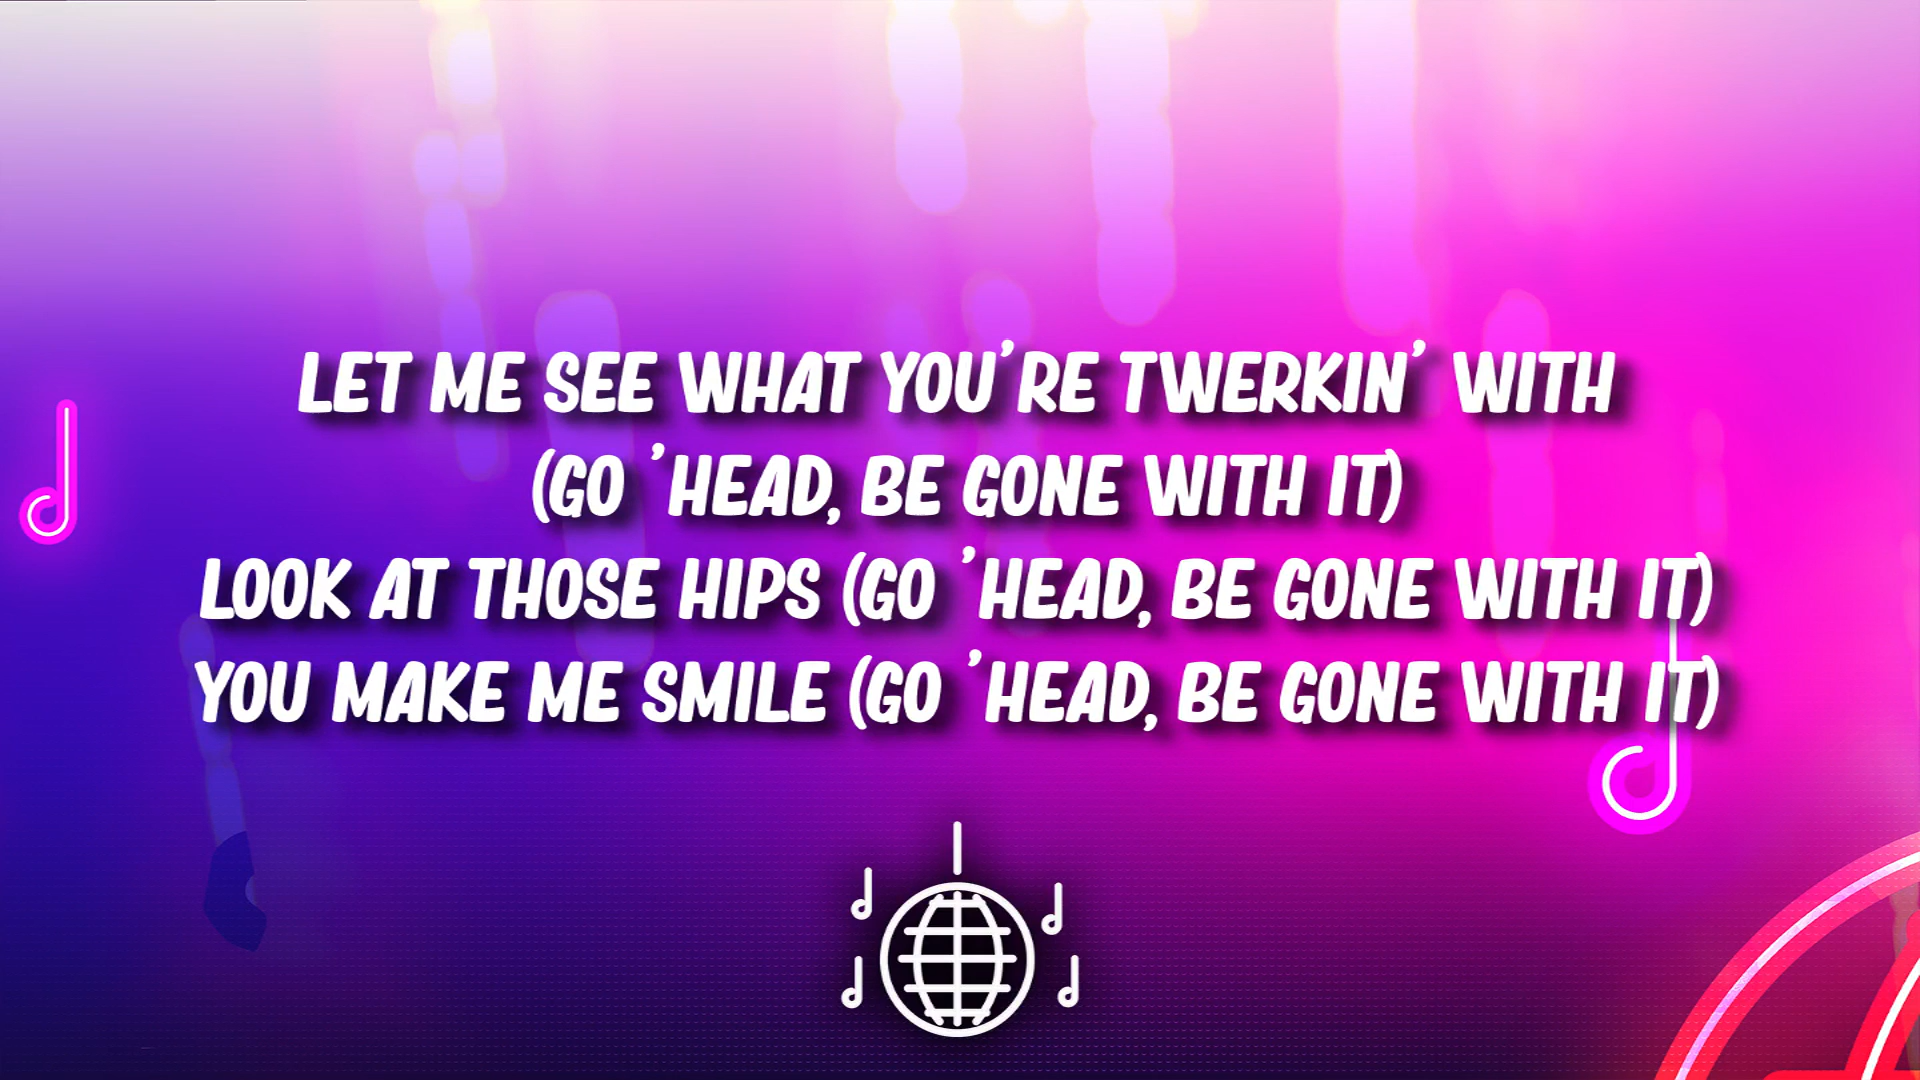 LET ME SEE WHAT YOU'RE TWERKIN' WITH
(GO 'HEAD, BE GONE WITH IT)
LOOK AT THOSE HIPS (GO 'HEAD, BE GONE WITH IT)
YOU MAKE ME SMILE (GO 'HEAD, BE GONE WITH IT)